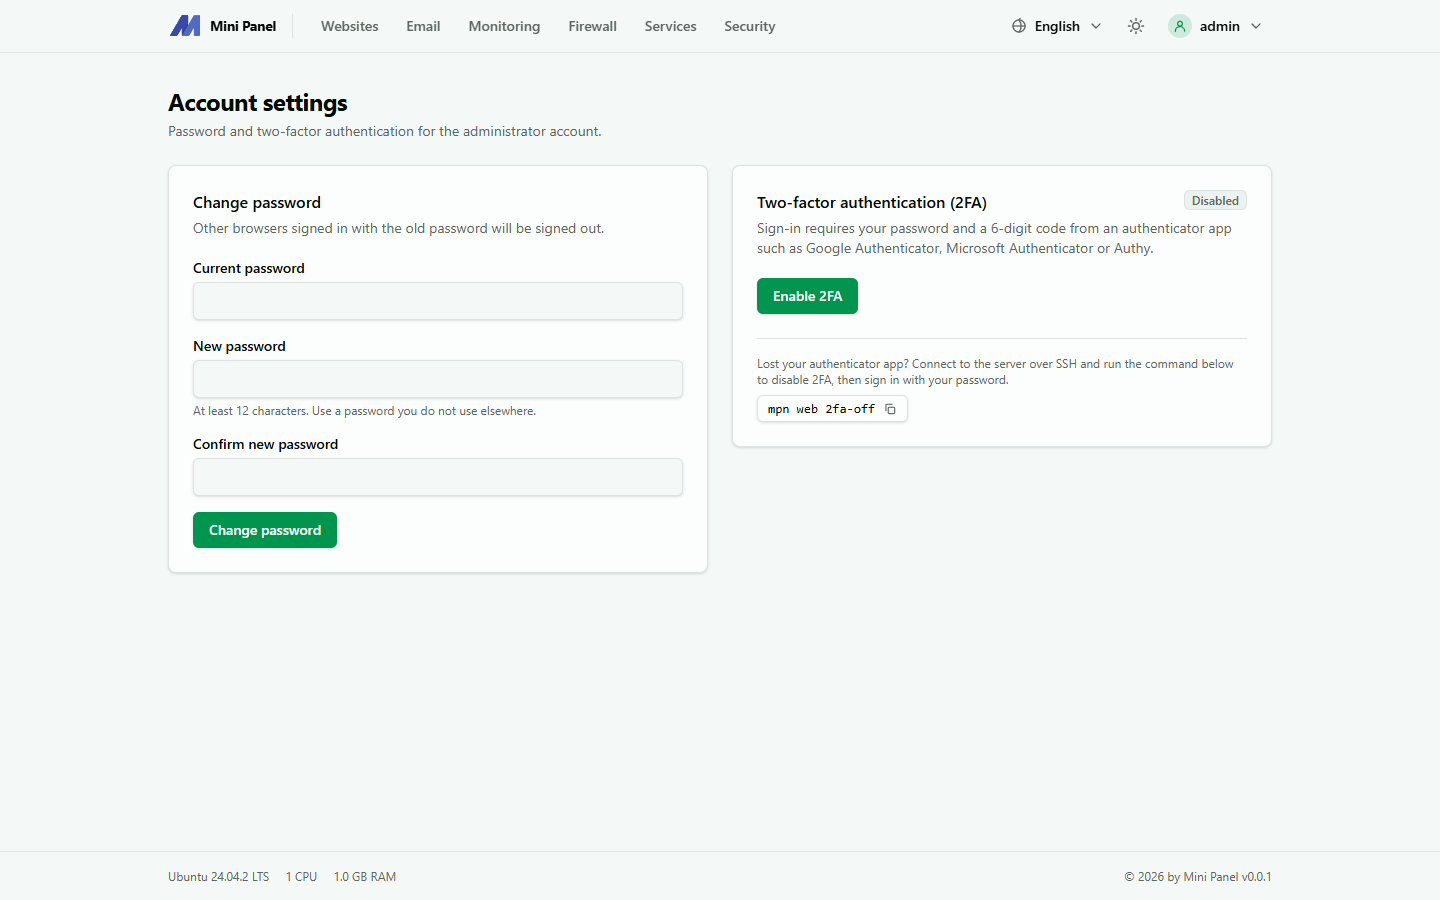 Mini Panel
Websites
Email
Monitoring
Firewall
Services
Security
English
admin
Account settings
Password and two-factor authentication for the administrator account.
Change password
Other browsers signed in with the old password will be signed out.
Current password
New password
At least 12 characters. Use a password you do not use elsewhere.
Confirm new password
Change password
Two-factor authentication (2FA)
Disabled
Sign-in requires your password and a 6-digit code from an authenticator app
such as Google Authenticator, Microsoft Authenticator or Authy.
Enable 2FA
Lost your authenticator app? Connect to the server over SSH and run the command below
to disable 2FA, then sign in with your password.
mpn web 2fa-off
Ubuntu 24.04.2 LTS
1 CPU
1.0 GB RAM
© 2026 by Mini Panel v0.0.1